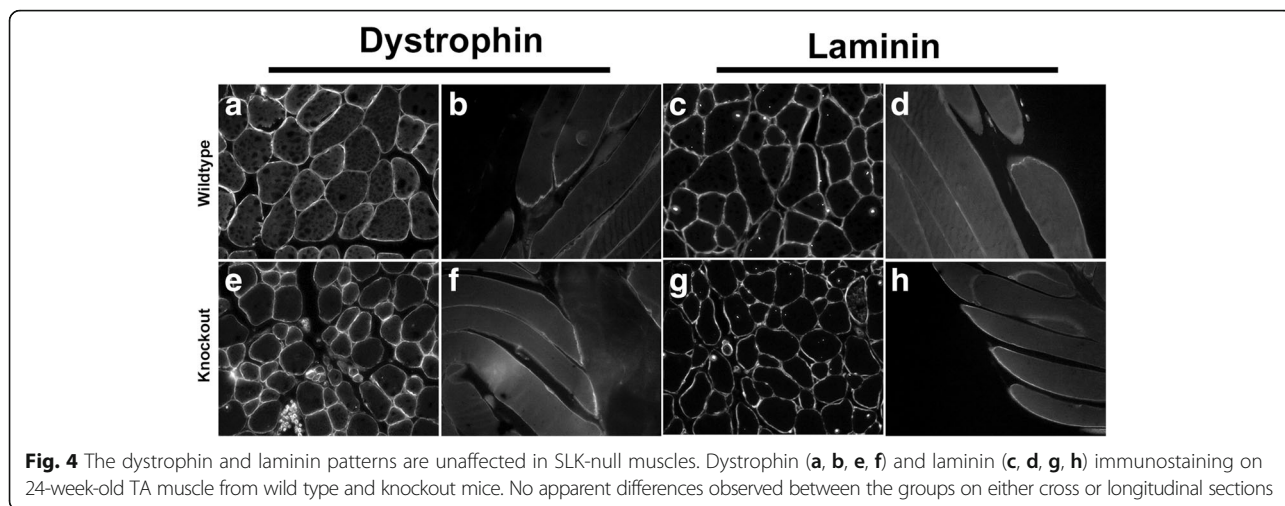 Dystrophin Laminin
a b c d
Wildtype
e f g h
Knockout
Fig. 4 The dystrophin and laminin patterns are unaffected in SLK-null muscles. Dystrophin (a, b, e, f) and laminin (c, d, g, h) immunostaining on
24-week-old TA muscle from wild type and knockout mice. No apparent differences observed between the groups on either cross or longitudinal sections